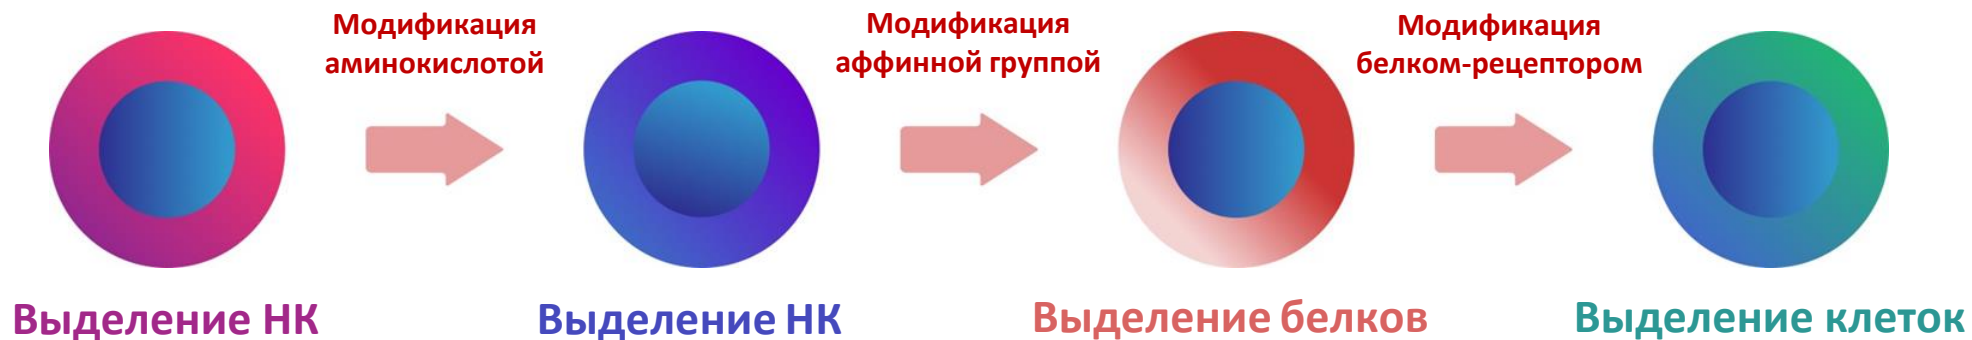 Модификация
аминокислотой
Модификация
аффинной группой
Модификация
белком-рецептором
Выделение НК
Выделение НК
Выделение белков
Выделение клеток